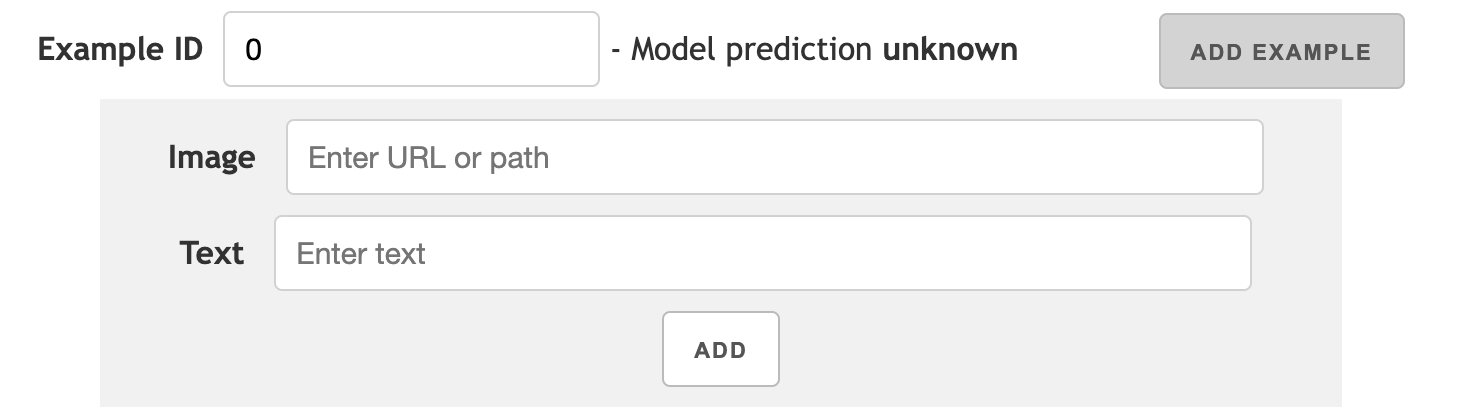 Example ID 0 - Model prediction unknown ADD EXAMPLE
Image Enter URL or path
Text Enter text
ADD